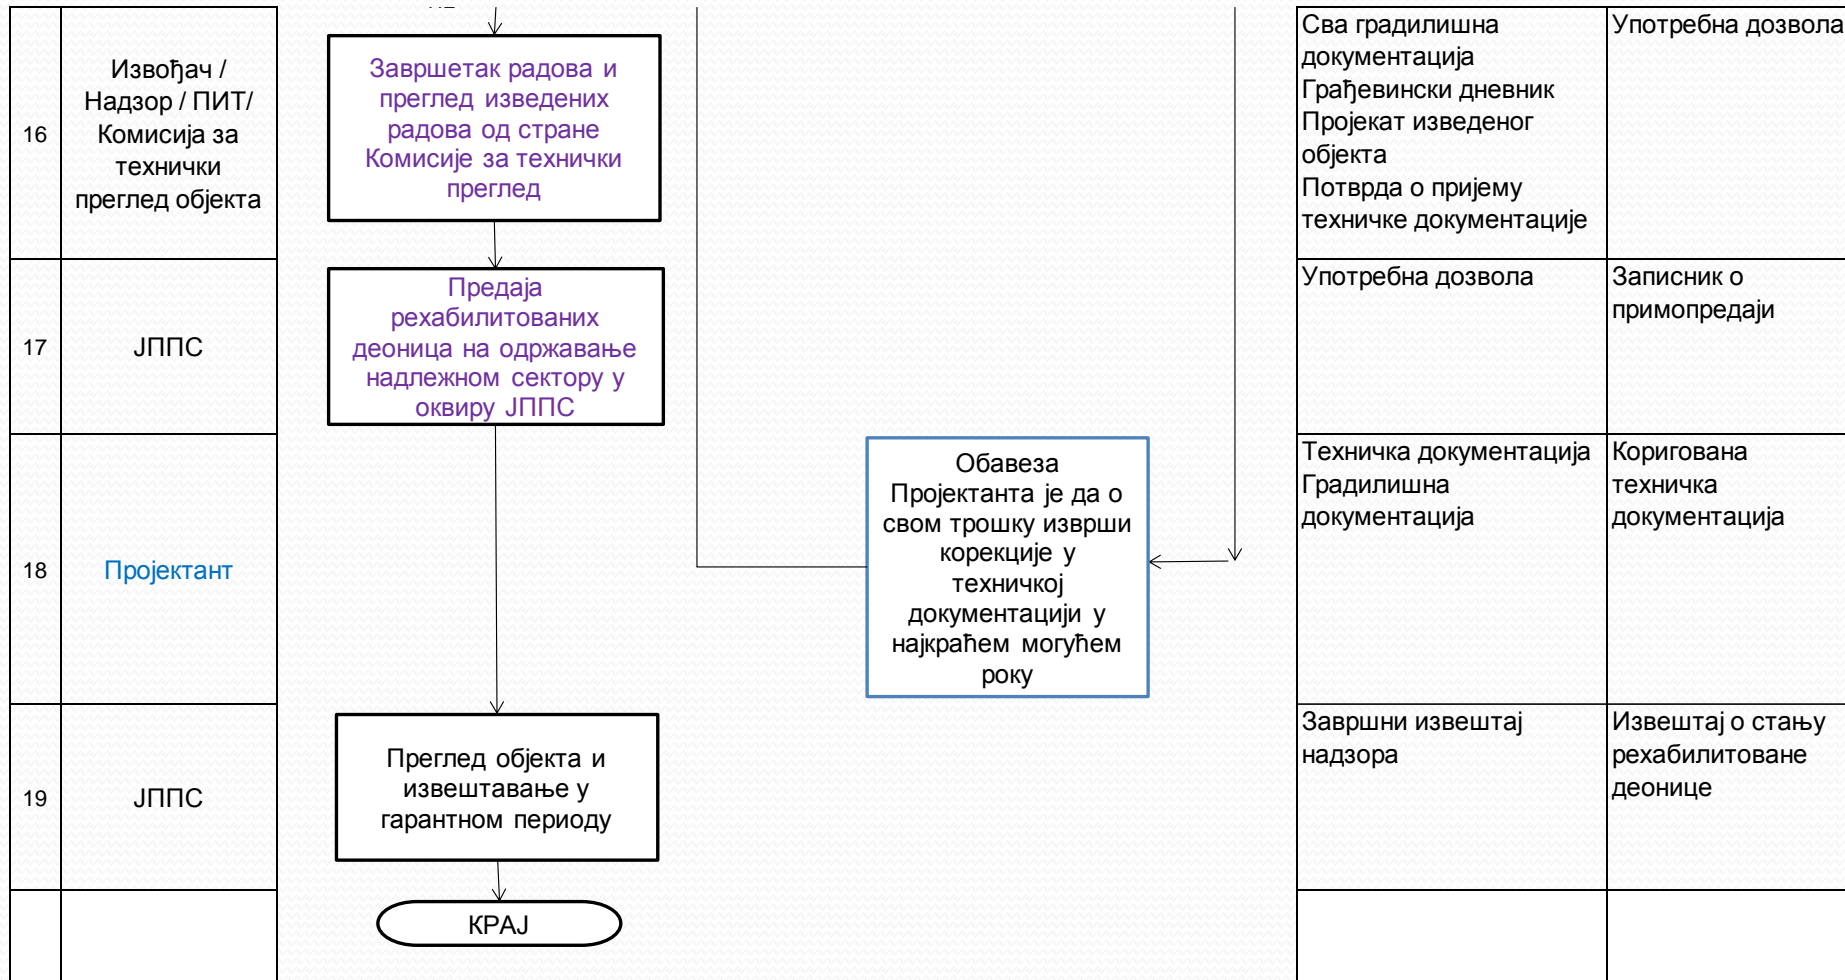 16
Извођач /
Надзор / ПИТ/
Комисија за
технички
преглед објекта
Завршетак радова и
преглед изведених
радова од стране
Комисије за технички
преглед
Сва градилишна
документација
Грађевински дневник
Пројекат изведеног
објекта
Потврда о пријему
техничке документације
Употребна дозвола
17
ЈППС
Предаја
рехабилитованих
деоница на одржавање
надлежном сектору у
оквиру ЈППС
Употребна дозвола
Записник о
примопредаји
18
Пројектант
Обавеза
Пројектанта је да о
свом трошку изврши
корекције у
техничкој
документацији у
најкраћем могућем
року
Техничка документација
Градилишна
документација
Коригована
техничка
документација
19
ЈППС
Преглед објекта и
извештавање у
гарантном периоду
Завршни извештај
надзора
Извештај о стању
рехабилитоване
деонице
КРАЈ